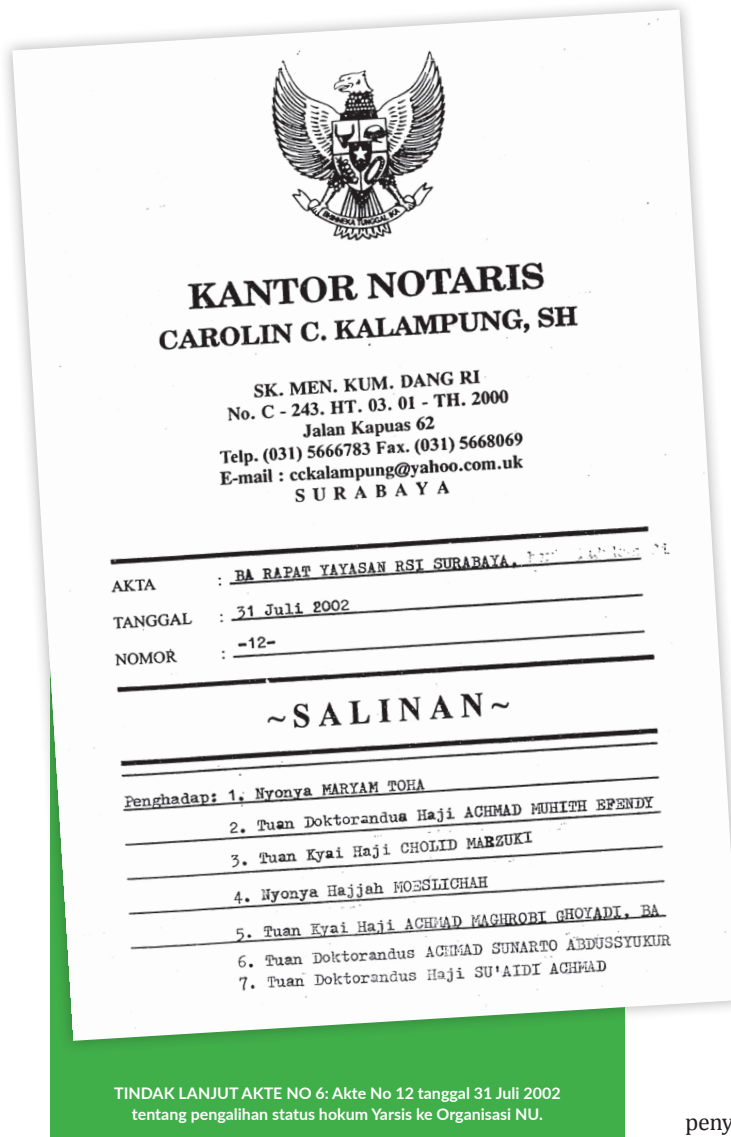 BHINNEKA TUNGGAL IKA
KANTOR NOTARIS
CAROLIN C. KALAMPUNG, SH
SK. MEN. KUM. DANG RI
No. C - 243. HT. 03. 01 - TH. 2000
Jalan Kapuas 62
Telp. (031) 5666783 Fax. (031) 5668069
E-mail : cckalampung@yahoo.com.uk
S U R A B A Y A
AKTA : BA RAPAT YAYASAN RSI SURABAYA.
TANGGAL : 31 Juli 2002
NOMOR : -12-
~SALINAN~
Penghadap: 1. Nyonya MARYAM TOHA
2. Tuan Doktorandua Haji ACHMAD MUHITH EFENDY
3. Tuan Kyai Haji CHOLID MARZUKI
4. Nyonya Hajjah MOESLICHAH
5. Tuan Kyai Haji ACHMAD MAGHROBI GHOYADI, BA
6. Tuan Doktorandus ACHMAD SUNARTO ABDUSSYUKUR
7. Tuan Doktorandus Haji SU'AIDI ACHMAD
TINDAK LANJUT AKTE NO 6: Akte No 12 tanggal 31 Juli 2002
tentang pengalihan status hokum Yarsis ke Organisasi NU.
peny